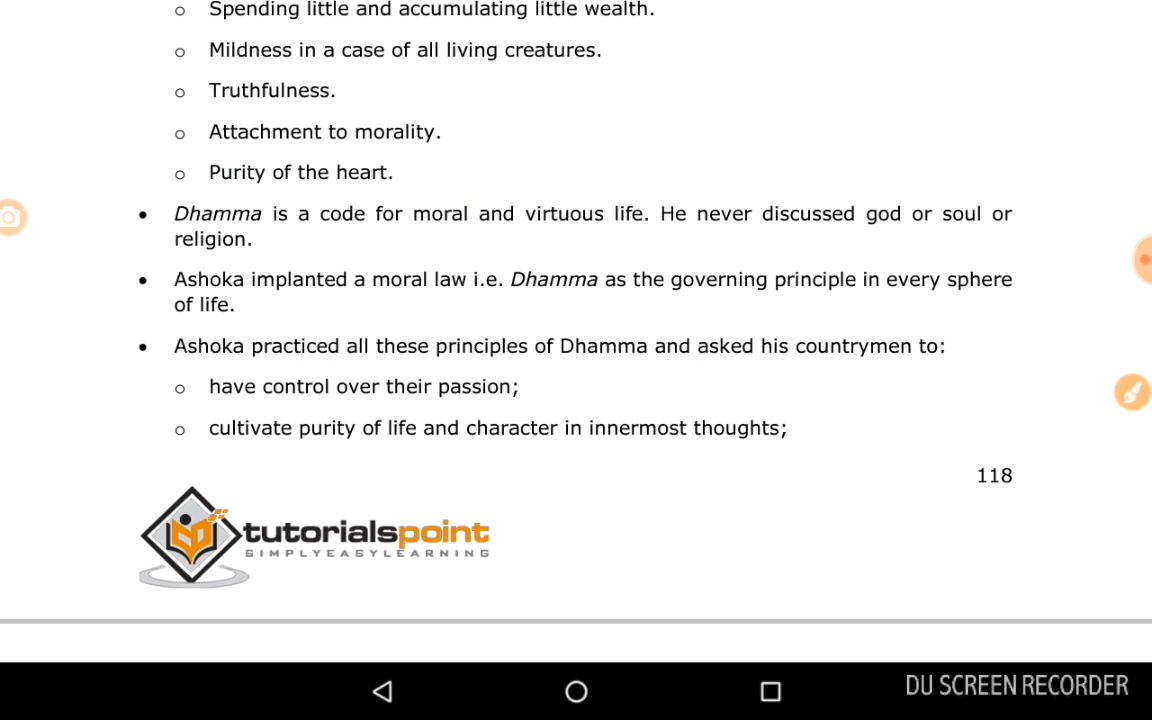 o Spending little and accumulating little wealth.
o Mildness in a case of all living creatures.
o Truthfulness.
o Attachment to morality.
o Purity of the heart.
• Dhamma is a code for moral and virtuous life. He never discussed god or soul or
religion.
• Ashoka implanted a moral law i.e. Dhamma as the governing principle in every sphere
of life.
• Ashoka practiced all these principles of Dhamma and asked his countrymen to:
o have control over their passion;
o cultivate purity of life and character in innermost thoughts;
118
tutorialspoint
SIMPLYEASYLEARNING
DU SCREEN RECORDER